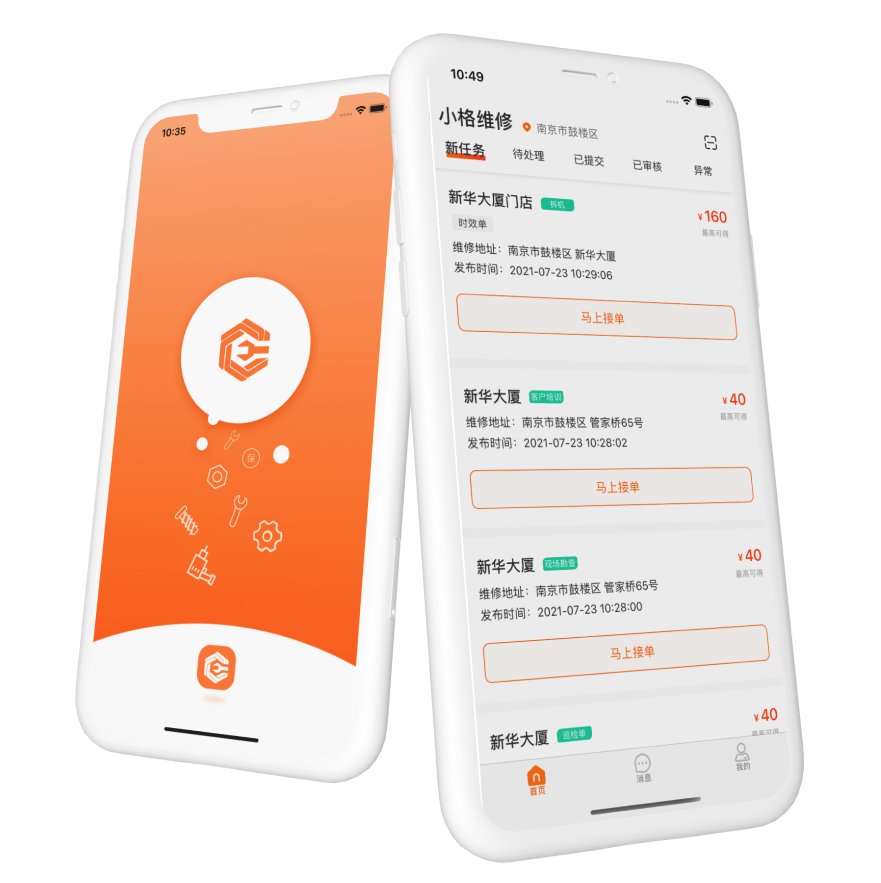 10:35
保
10:49
小格维修 南京市鼓楼区
新任务 待处理 已提交 已审核 异常
新华大厦门店 拆机 ¥160
时效单 最高可得
维修地址：南京市鼓楼区 新华大厦
发布时间：2021-07-23 10:29:06
马上接单
新华大厦 客户培训 ¥40
最高可得
维修地址：南京市鼓楼区 管家桥65号
发布时间：2021-07-23 10:28:02
马上接单
新华大厦 现场勘查 ¥40
最高可得
维修地址：南京市鼓楼区 管家桥65号
发布时间：2021-07-23 10:28:00
马上接单
新华大厦 巡检单 ¥40
最高可得
首页 消息 我的